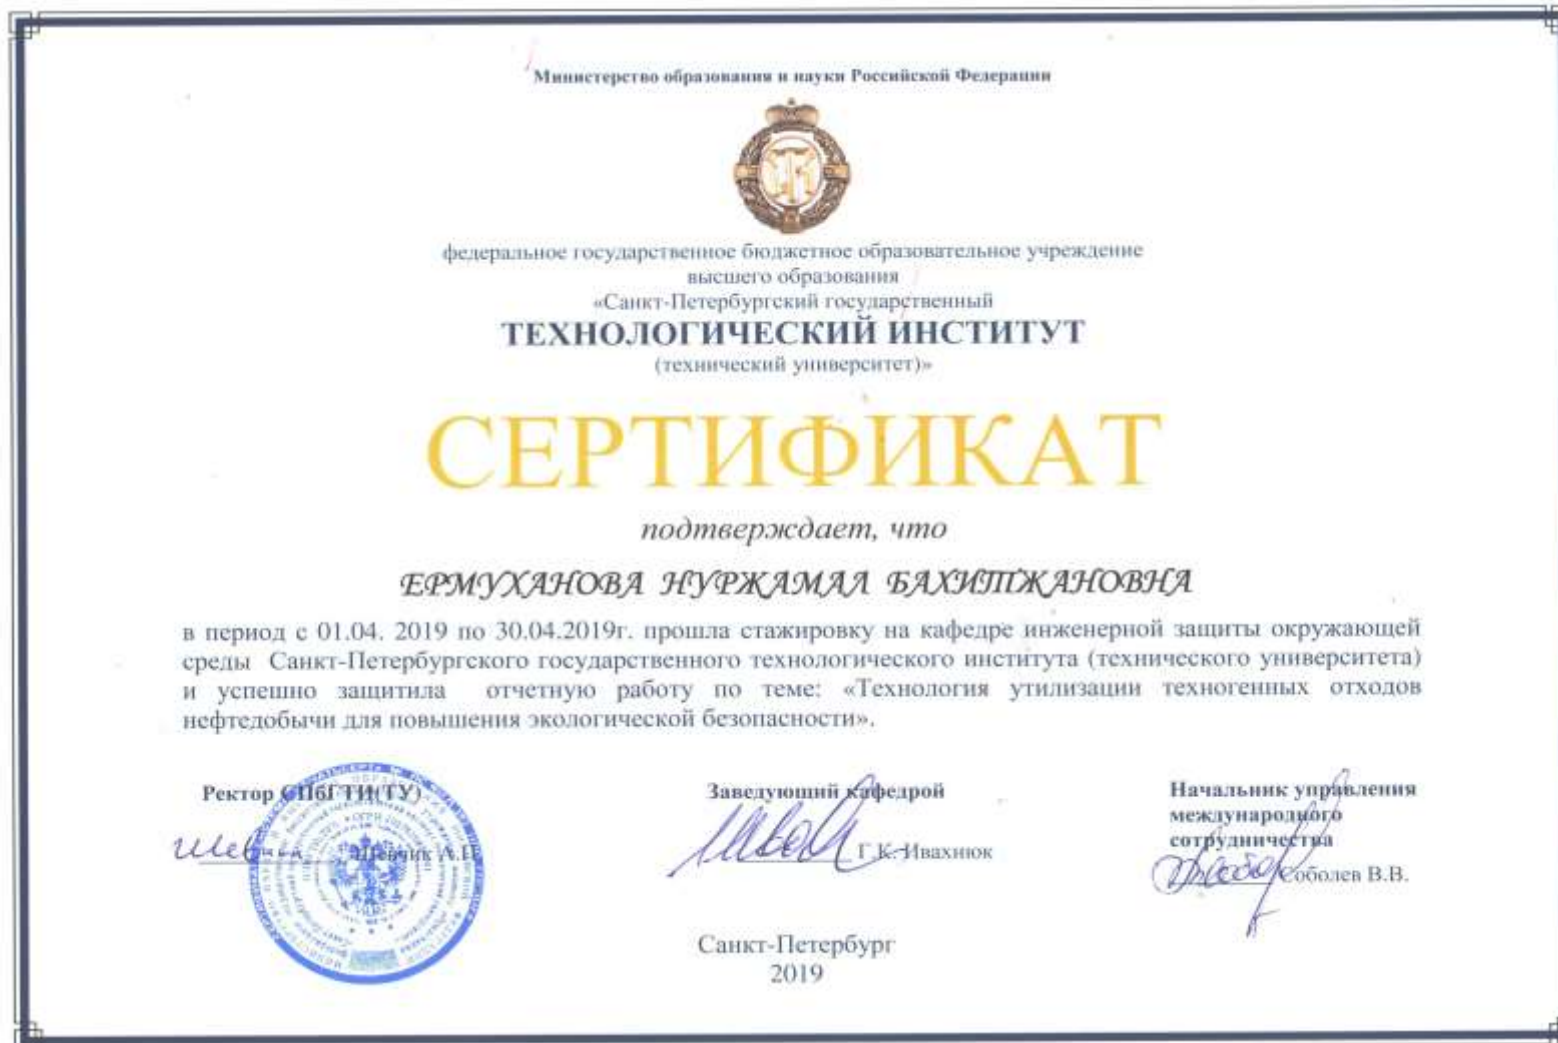 Министерство образования и науки Российской Федерации
федеральное государственное бюджетное образовательное учреждение
высшего образования
«Санкт-Петербургский государственный
ТЕХНОЛОГИЧЕСКИЙ ИНСТИТУТ
(технический университет)»
СЕРТИФИКАТ
подтверждает, что
ЕРМУХАНОВА НУРЖАМАЛ БАХИТЖАНОВНА
в период с 01.04. 2019 по 30.04.2019г. прошла стажировку на кафедре инженерной защиты окружающей
среды Санкт-Петербургского государственного технологического института (технического университета)
и успешно защитила отчетную работу по теме: «Технология утилизации техногенных отходов
нефтедобычи для повышения экологической безопасности».
Ректор СПбГТИ(ТУ)
Шевчик А.П.
Заведующий кафедрой
Г.К. Ивахнюк
Начальник управления
международного
сотрудничества
Соболев В.В.
Санкт-Петербург
2019